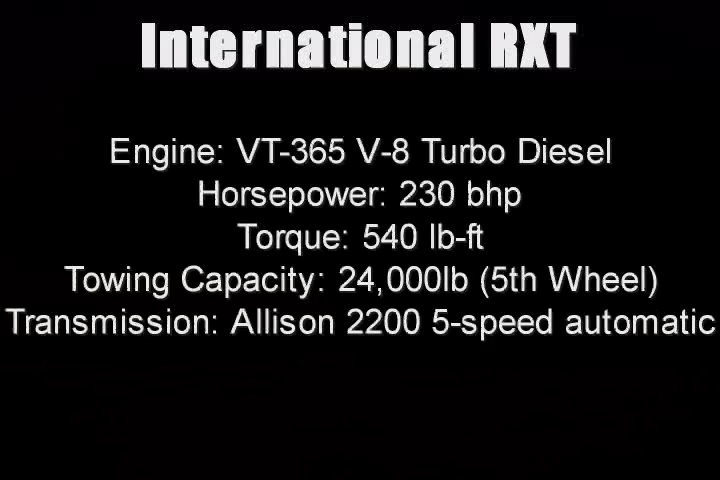 International RXT
Engine: VT-365 V-8 Turbo Diesel
Horsepower: 230 bhp
Torque: 540 lb-ft
Towing Capacity: 24,000lb (5th Wheel)
Transmission: Allison 2200 5-speed automatic